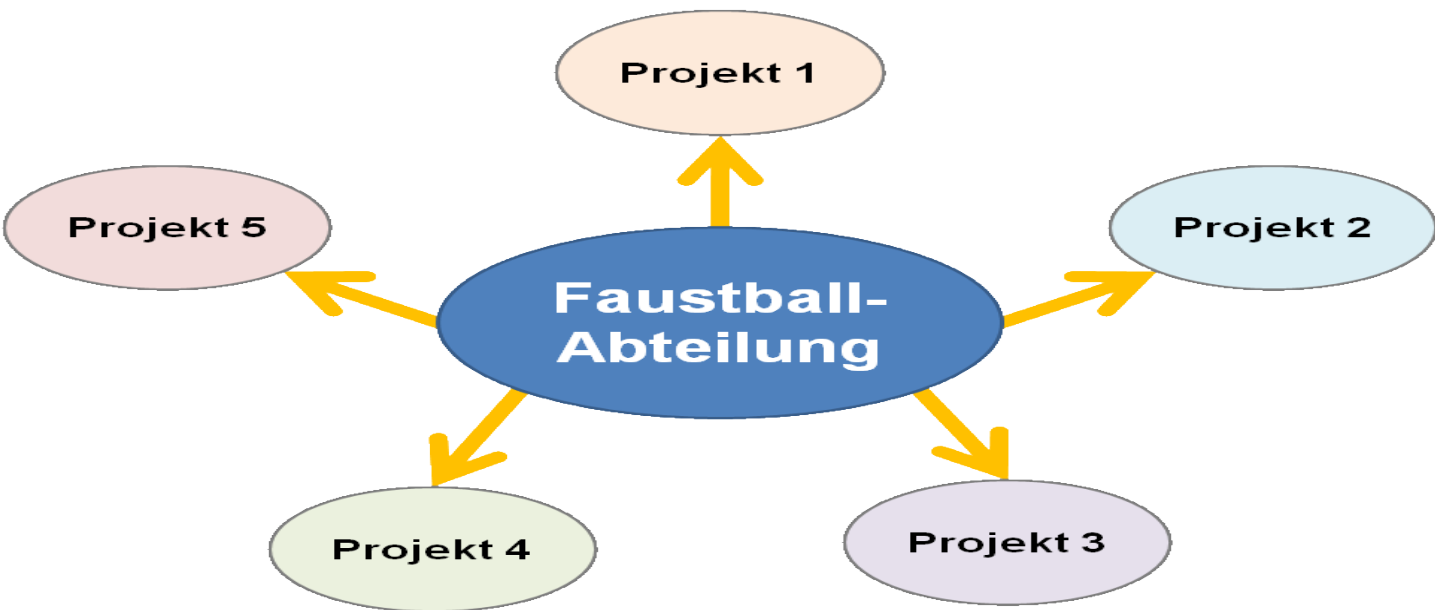 Projekt 1
Projekt 5
Projekt 2
Faustball-
Abteilung
Projekt 4
Projekt 3